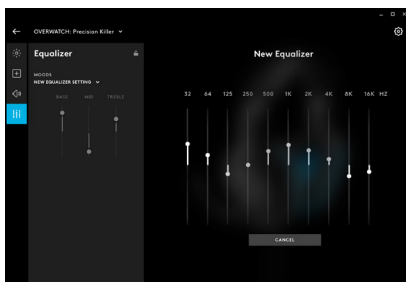 OVERWATCH: Precision Killer
Equalizer
New Equalizer
MOODS
NEW EQUALIZER SETTING
BASS MID TREBLE
32 64 125 250 500 1K 2K 4K 8K 16K HZ
CANCEL